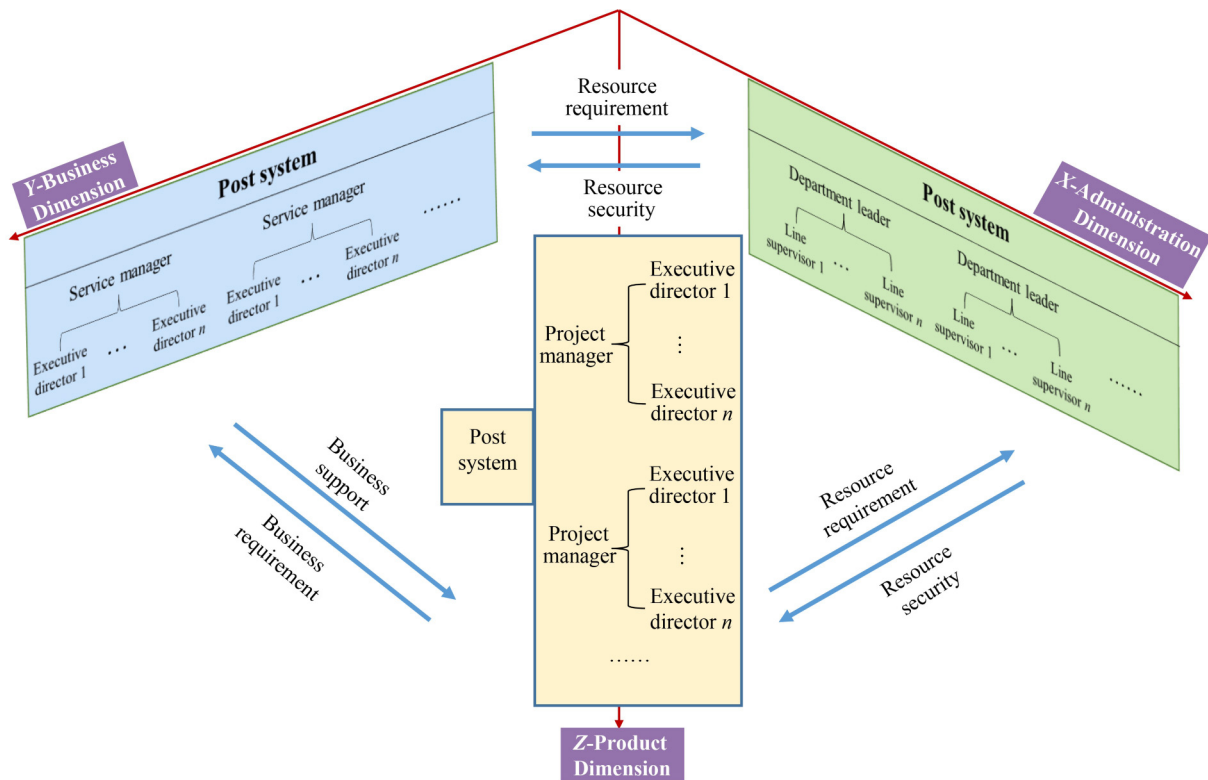 Resource
requirement
Resource
security
Y-Business
Dimension
Post system
Service manager
Executive
director 1
...
Executive
director n
Service manager
Executive
director 1
...
Executive
director n
......
X-Administration
Dimension
Post system
Department leader
Line
supervisor 1
...
Line
supervisor n
Department leader
Line
supervisor 1
...
Line
supervisor n
......
Post
system
Project
manager
Executive
director 1
⋮
Executive
director n
Project
manager
Executive
director 1
⋮
Executive
director n
......
Business
support
Business
requirement
Resource
requirement
Resource
security
Z-Product
Dimension